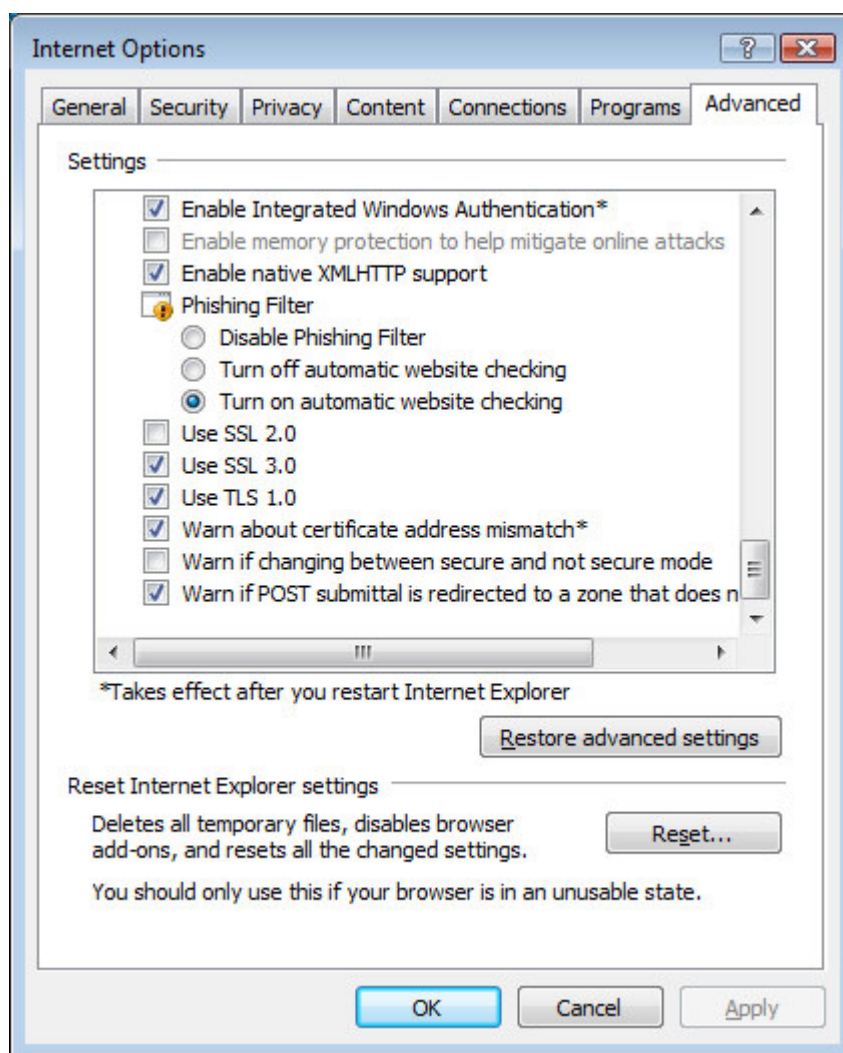 Internet Options
General Security Privacy Content Connections Programs Advanced
Settings
Enable Integrated Windows Authentication*
Enable memory protection to help mitigate online attacks
Enable native XMLHTTP support
Phishing Filter
Disable Phishing Filter
Turn off automatic website checking
Turn on automatic website checking
Use SSL 2.0
Use SSL 3.0
Use TLS 1.0
Warn about certificate address mismatch*
Warn if changing between secure and not secure mode
Warn if POST submittal is redirected to a zone that does n
*Takes effect after you restart Internet Explorer
Restore advanced settings
Reset Internet Explorer settings
Deletes all temporary files, disables browser
add-ons, and resets all the changed settings.
Reset...
You should only use this if your browser is in an unusable state.
OK Cancel Apply